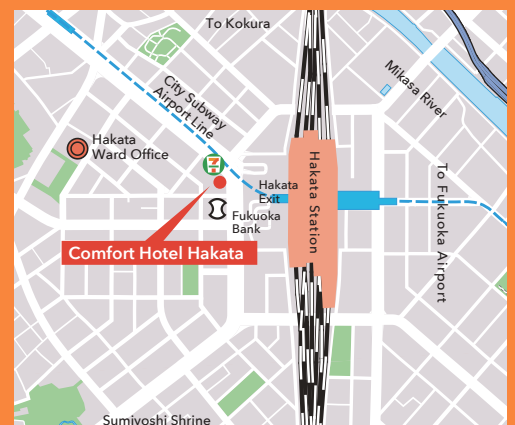 To Kokura
City Subway
Airport Line
Mikasa River
Hakata
Ward Office
7
Hakata Station
Hakata
Exit
To Fukuoka Airport
Fukuoka
Bank
Comfort Hotel Hakata
Sumiyoshi Shrine